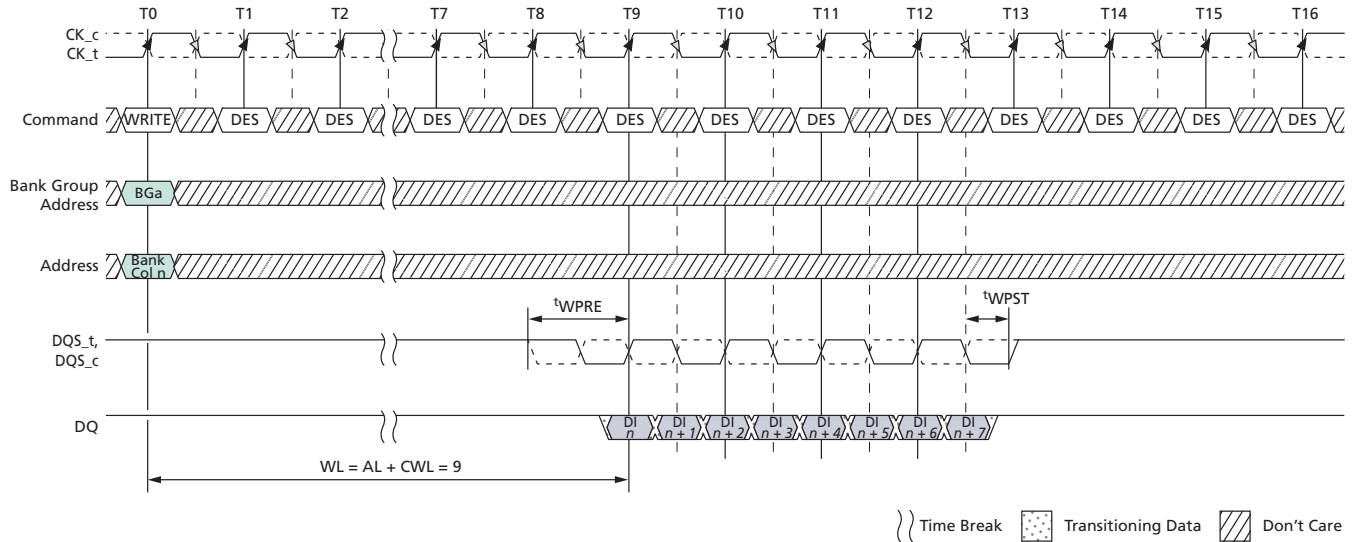 T0 T1 T2 T7 T8 T9 T10 T11 T12 T13 T14 T15 T16
CK_c
CK_t
Command WRITE DES DES DES DES DES DES DES DES DES DES DES DES
Bank Group
Address
BGa
Address
Bank
Col n
tWPRE
tWPST
DQS_t,
DQS_c
DQ
DI
n
DI
n + 1
DI
n + 2
DI
n + 3
DI
n + 4
DI
n + 5
DI
n + 6
DI
n + 7
WL = AL + CWL = 9
Time Break Transitioning Data Don't Care